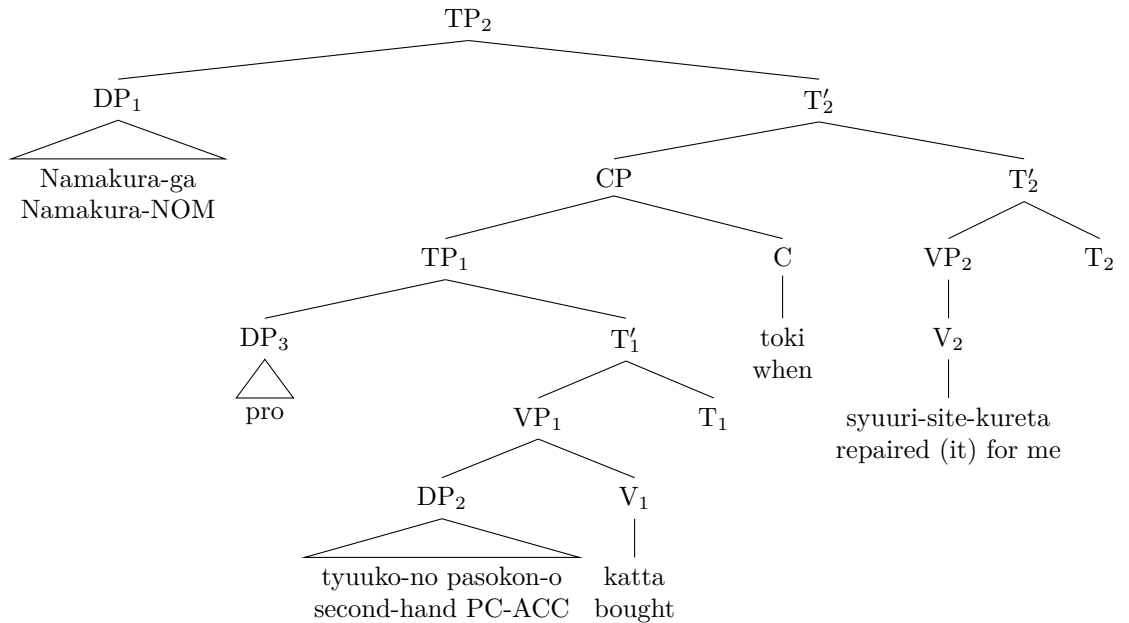 TP₂
DP₁ T′₂
Namakura-ga
Namakura-NOM
CP T′₂
TP₁ C VP₂ T₂
DP₃ T′₁ toki V₂
when
pro VP₁ T₁ syuuri-site-kureta
repaired (it) for me
DP₂ V₁
tyuuko-no pasokon-o katta
second-hand PC-ACC bought